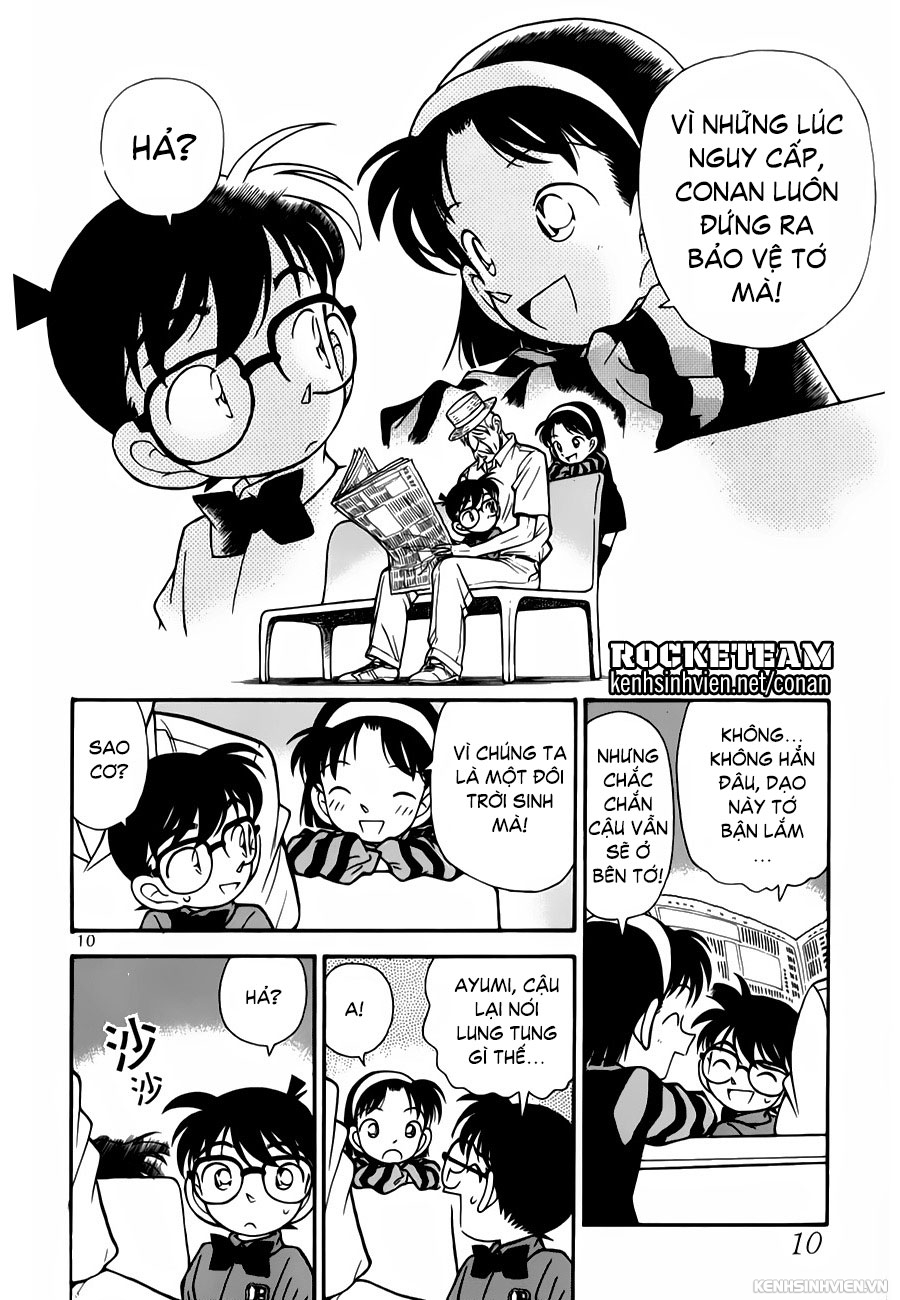 VÌ NHỮNG LÚC
NGUY CẤP,
CONAN LUÔN
ĐỨNG RA
BẢO VỆ TỚ
MÀ!
HẢ?
ROCKETEAM
kenhsinhvien.net/conan
KHÔNG...
KHÔNG HẲN
ĐÂU, DẠO
NÀY TỚ
BẬN LẮM
...
NHƯNG
CHẮC
CHẮN
CẬU VẪN
SẼ Ở
BÊN TỚ!
VÌ CHÚNG TA
LÀ MỘT ĐÔI
TRỜI SINH
MÀ!
SAO
CƠ?
10
AYUMI, CẬU
LẠI NÓI
LUNG TUNG
GÌ THẾ...
A!
HẢ?
沙
沙
10
KENHSINHVIEN.VN